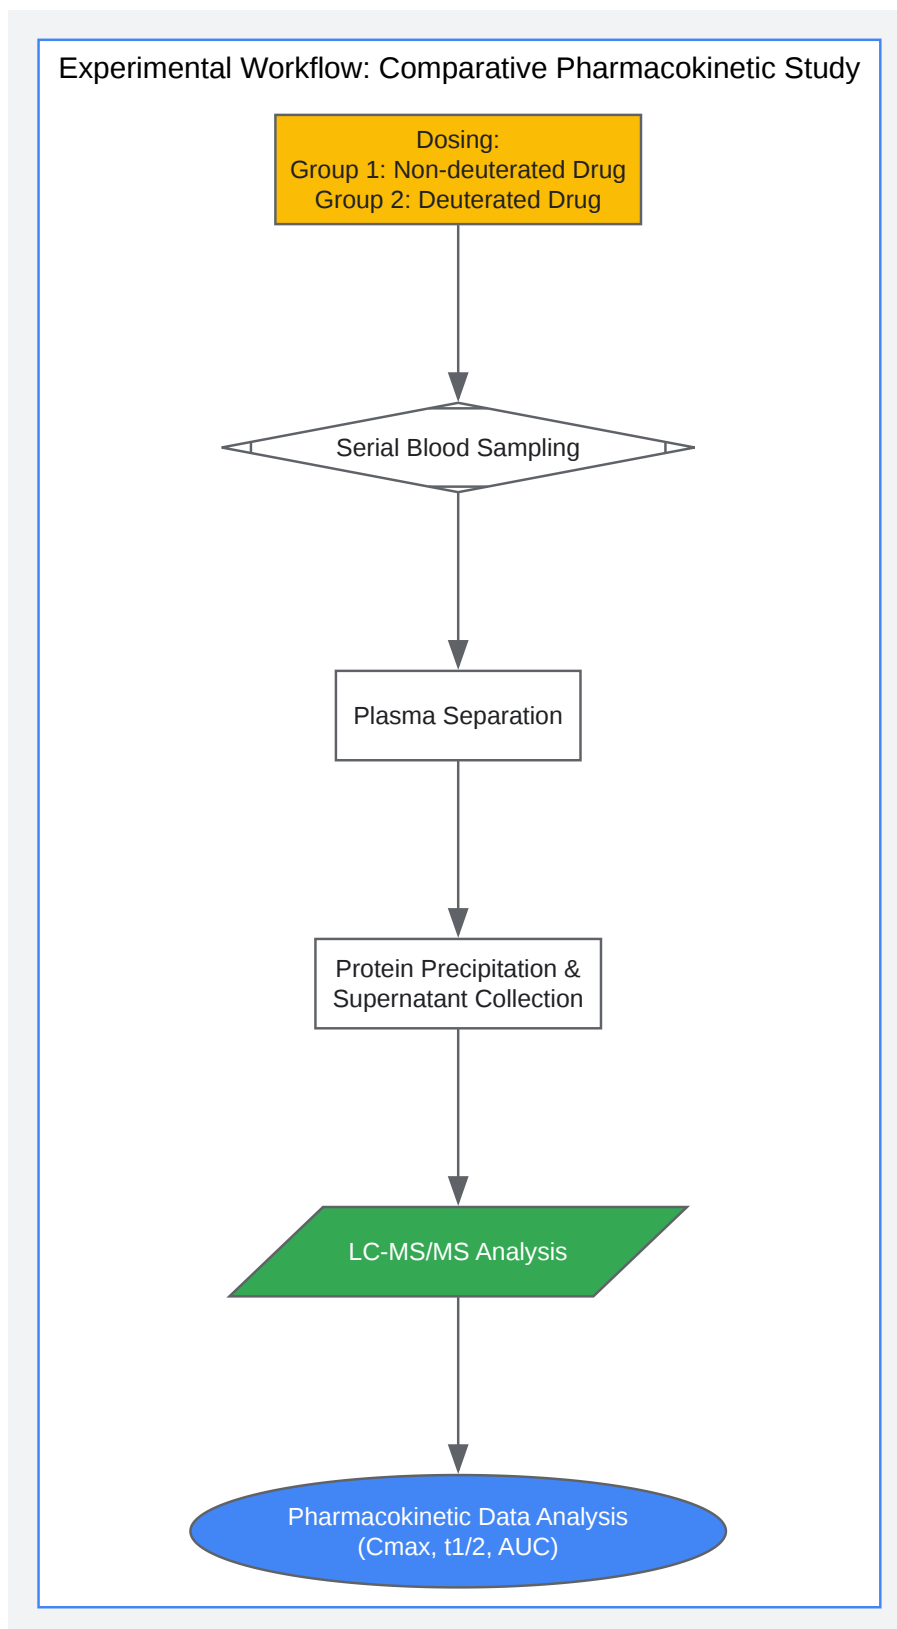 Experimental Workflow: Comparative Pharmacokinetic Study
Dosing:
Group 1: Non-deuterated Drug
Group 2: Deuterated Drug
Serial Blood Sampling
Plasma Separation
Protein Precipitation &
Supernatant Collection
LC-MS/MS Analysis
Pharmacokinetic Data Analysis
(Cmax, t1/2, AUC)